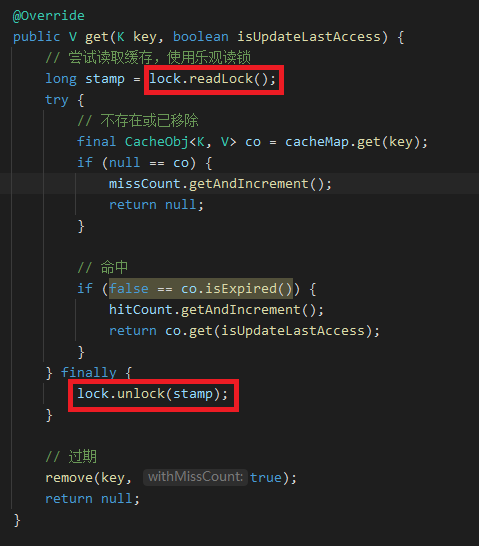 @Override
public V get(K key, boolean isUpdateLastAccess) {
// 尝试读取缓存，使用乐观读锁
long stamp = lock.readLock();
try {
// 不存在或已移除
final CacheObj<K, V> co = cacheMap.get(key);
if (null == co) {
missCount.getAndIncrement();
return null;
}
// 命中
if (false == co.isExpired()) {
hitCount.getAndIncrement();
return co.get(isUpdateLastAccess);
}
} finally {
lock.unlock(stamp);
}
// 过期
remove(key, withMissCount: true);
return null;
}